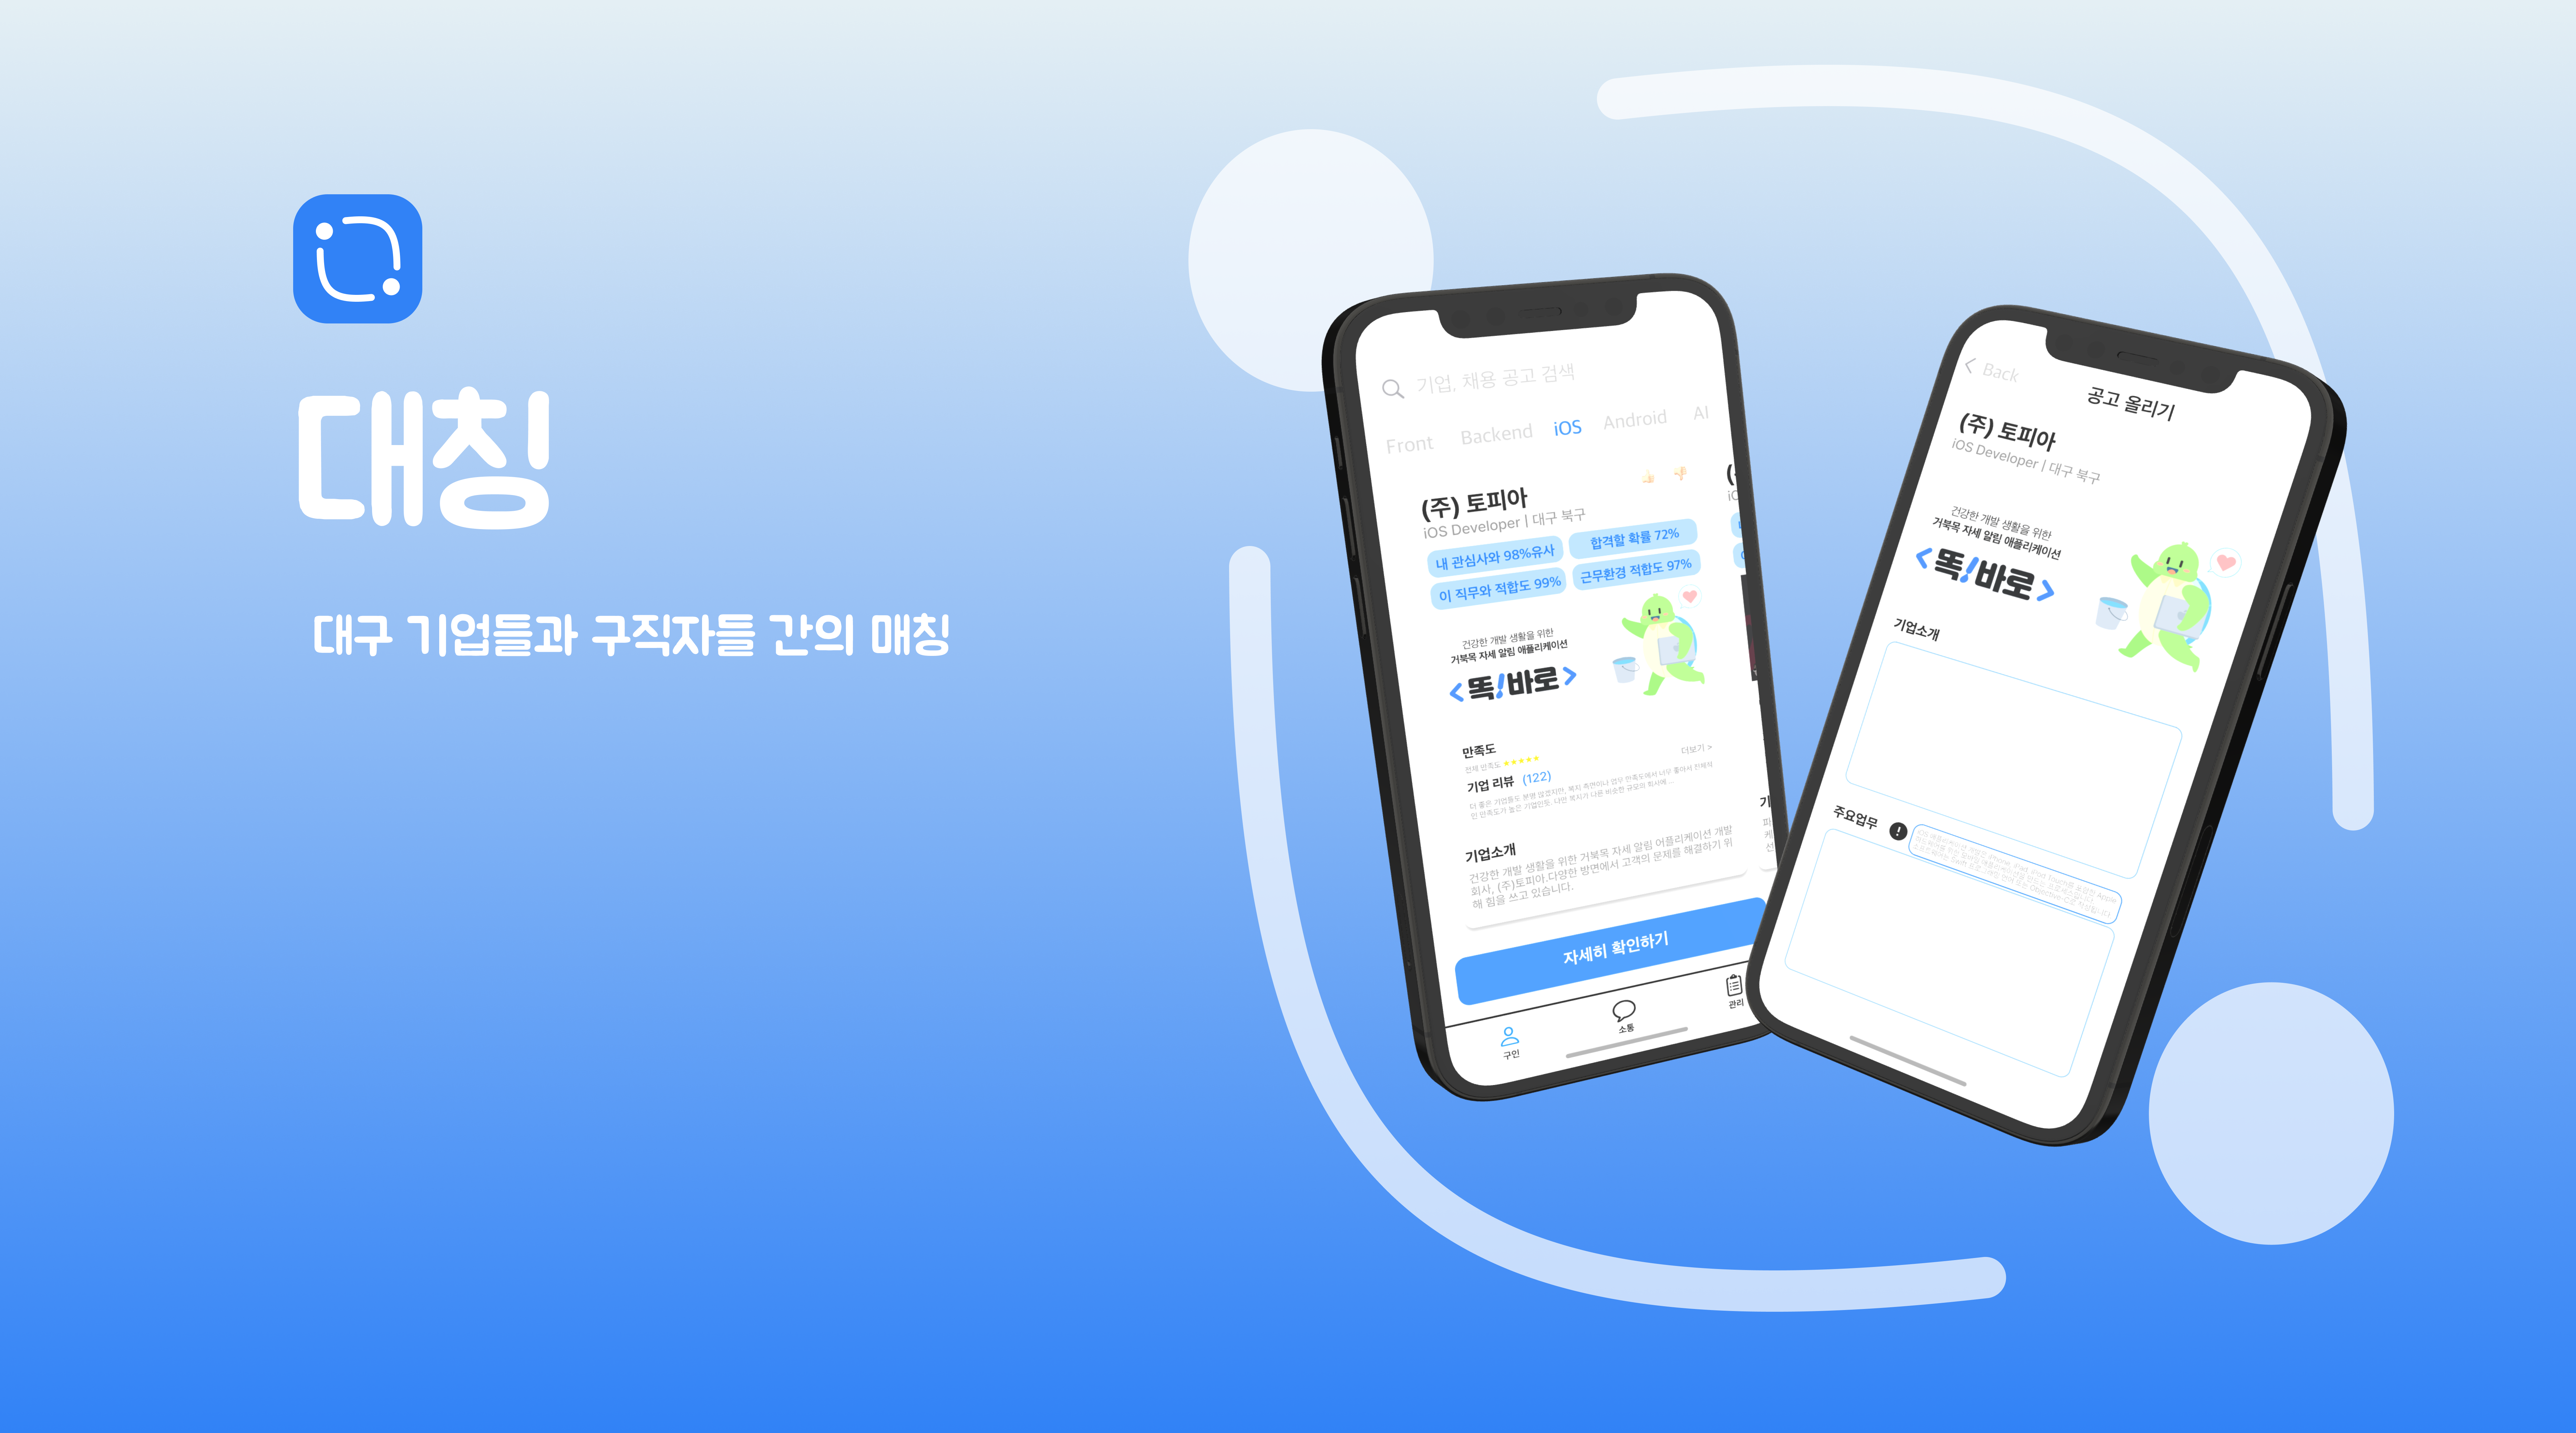 대칭
대구 기업들과 구직자들 간의 매칭
기업, 채용 공고 검색
Front Backend iOS Android AI
(주) 토피아
iOS Developer | 대구 북구
내 관심사와 98%유사 합격할 확률 72%
이 직무와 적합도 99% 근무환경 적합도 97%
건강한 개발 생활을 위한
거북목 자세 알림 애플리케이션
<똑!바로>
만족도
전체 만족도 ★★★★★
더보기 >
기업 리뷰 (122)
기업소개
건강한 개발 생활을 위한 거북목 자세 알림 어플리케이션 개발
회사, (주)토피아.다양한 방면에서 고객의 문제를 해결하기 위
해 힘을 쓰고 있습니다.
자세히 확인하기
구인
소통
관리
Back
공고 올리기
(주) 토피아
iOS Developer | 대구 북구
건강한 개발 생활을 위한
거북목 자세 알림 애플리케이션
<똑!바로>
기업소개
주요업무